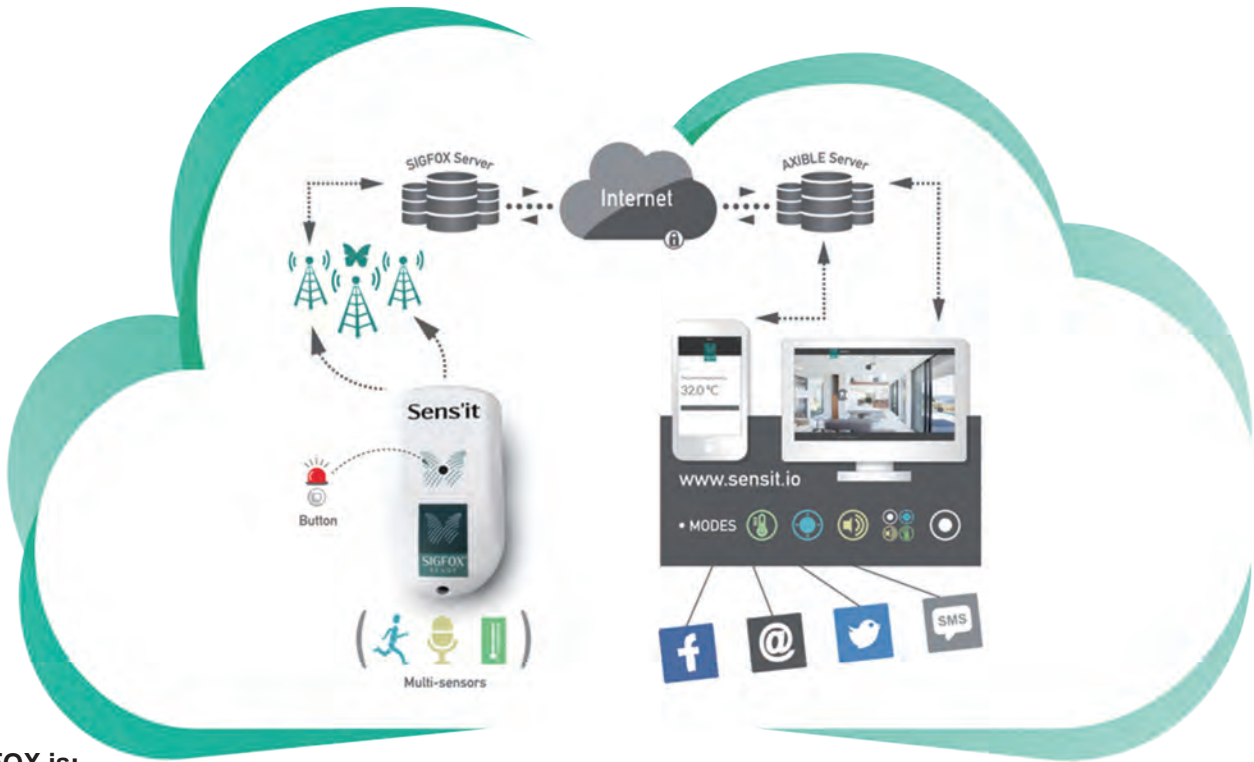 SIGFOX Server
Internet
AXIBLE Server
Sens'it
Button
SIGFOX
READY
Multi-sensors
32.0 °C
www.sensit.io
• MODES
f
@
SMS
FOX is: